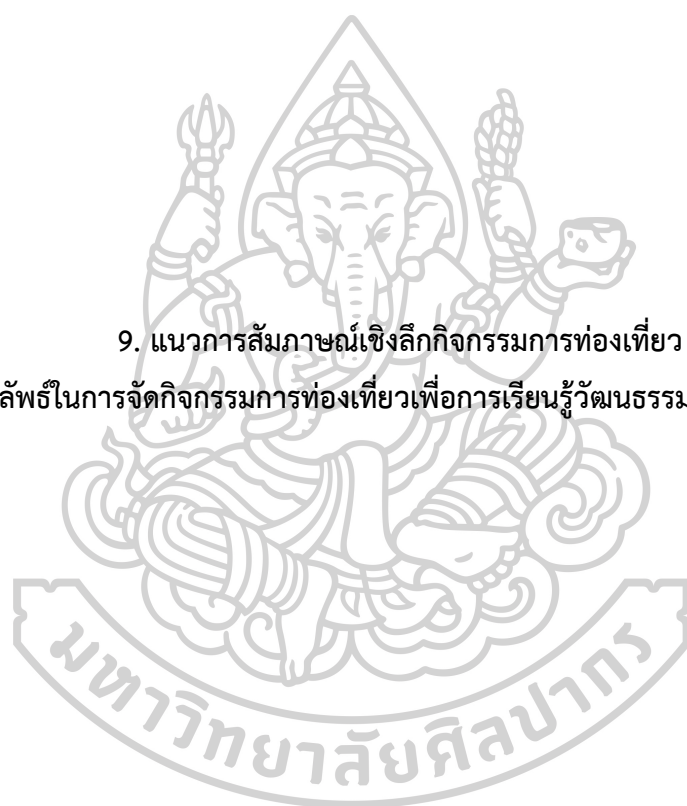 9. แนวการสัมภาษณ์เชิงลึกกิจกรรมการท่องเที่ยว
ลัพธ์ในการจัดกิจกรรมการท่องเที่ยวเพื่อการเรียนรู้วัฒนธรรม
มหาวิทยาลัยศิลปากร